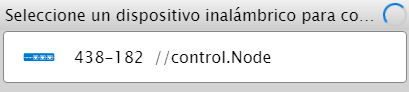 Seleccione un dispositivo inalámbrico para co...
438-182 //control.Node